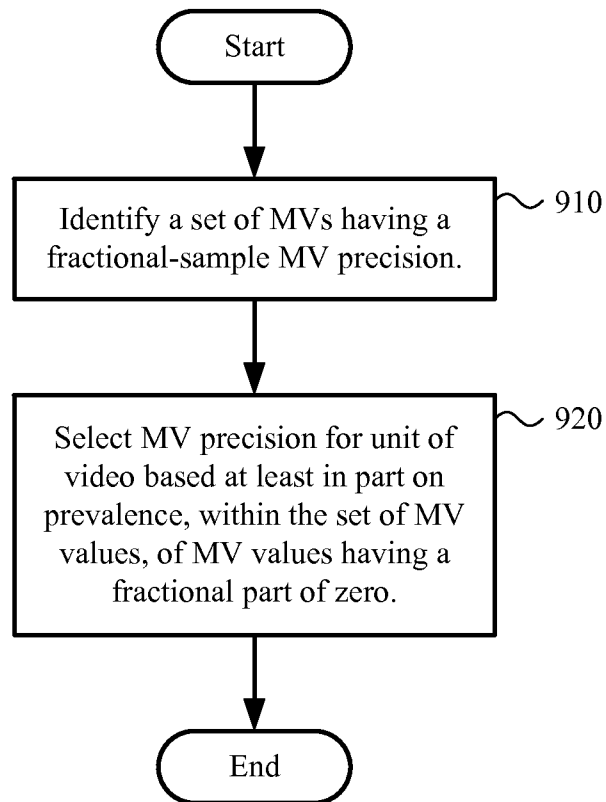 Start
Identify a set of MVs having a
fractional-sample MV precision.
910
Select MV precision for unit of
video based at least in part on
prevalence, within the set of MV
values, of MV values having a
fractional part of zero.
920
End